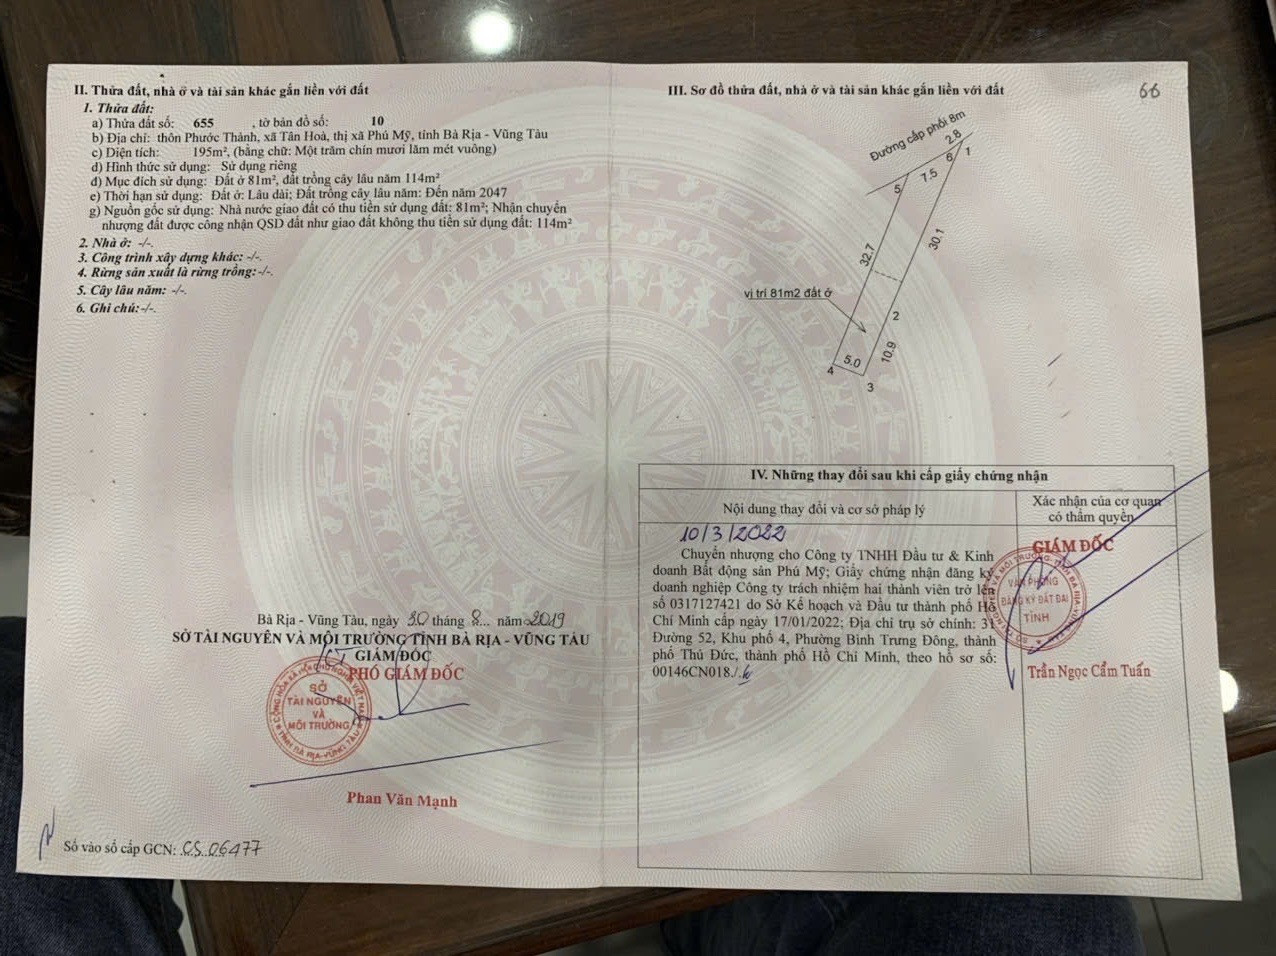 II. Thửa đất, nhà ở và tài sản khác gắn liền với đất
1. Thửa đất:
a) Thửa đất số: 655 , tờ bản đồ số: 10
b) Địa chỉ: thôn Phước Thành, xã Tân Hoà, thị xã Phú Mỹ, tỉnh Bà Rịa - Vũng Tàu
c) Diện tích: 195m², (bằng chữ: Một trăm chín mươi lăm mét vuông)
d) Hình thức sử dụng: Sử dụng riêng
đ) Mục đích sử dụng: Đất ở 81m², đất trồng cây lâu năm 114m²
e) Thời hạn sử dụng: Đất ở: Lâu dài; Đất trồng cây lâu năm: Đến năm 2047
g) Nguồn gốc sử dụng: Nhà nước giao đất có thu tiền sử dụng đất: 81m²; Nhận chuyển
nhượng đất được công nhận QSD đất như giao đất không thu tiền sử dụng đất: 114m²
2. Nhà ở: -/-.
3. Công trình xây dựng khác: -/-.
4. Rừng sản xuất là rừng trồng:-/-.
5. Cây lâu năm: -/-.
6. Ghi chú:-/-.
Bà Rịa - Vũng Tàu, ngày 30 tháng 8... năm 2019
SỞ TÀI NGUYÊN VÀ MÔI TRƯỜNG TỈNH BÀ RỊA - VŨNG TÀU
KT GIÁM ĐỐC
PHÓ GIÁM ĐỐC
CỘNG HÒA XÃ HỘI CHỦ NGHĨA VIỆT NAM
SỞ
TÀI NGUYÊN
VÀ
MÔI TRƯỜNG
TỈNH BÀ RỊA-VŨNG TÀU
Phan Văn Mạnh
Số vào sổ cấp GCN: CS 06477
III. Sơ đồ thửa đất, nhà ở và tài sản khác gắn liền với đất
66
Đường cấp phối 8m
2.8
1
6
7.5
5
30.1
32.7
vị trí 81m2 đất ở
2
10.9
5.0
4
3
IV. Những thay đổi sau khi cấp giấy chứng nhận
Nội dung thay đổi và cơ sở pháp lý
Xác nhận của cơ quan
có thẩm quyền
10/3/2022
Chuyển nhượng cho Công ty TNHH Đầu tư & Kinh
doanh Bất động sản Phú Mỹ; Giấy chứng nhận đăng ký
doanh nghiệp Công ty trách nhiệm hai thành viên trở lên
số 0317127421 do Sở Kế hoạch và Đầu tư thành phố Hồ
Chí Minh cấp ngày 17/01/2022; Địa chỉ trụ sở chính: 31
Đường 52, Khu phố 4, Phường Bình Trưng Đông, thành
phố Thủ Đức, thành phố Hồ Chí Minh, theo hồ sơ số:
00146CN018./.
GIÁM ĐỐC
VĂN PHÒNG
ĐĂNG KÝ ĐẤT ĐAI
TỈNH
Trần Ngọc Cẩm Tuấn